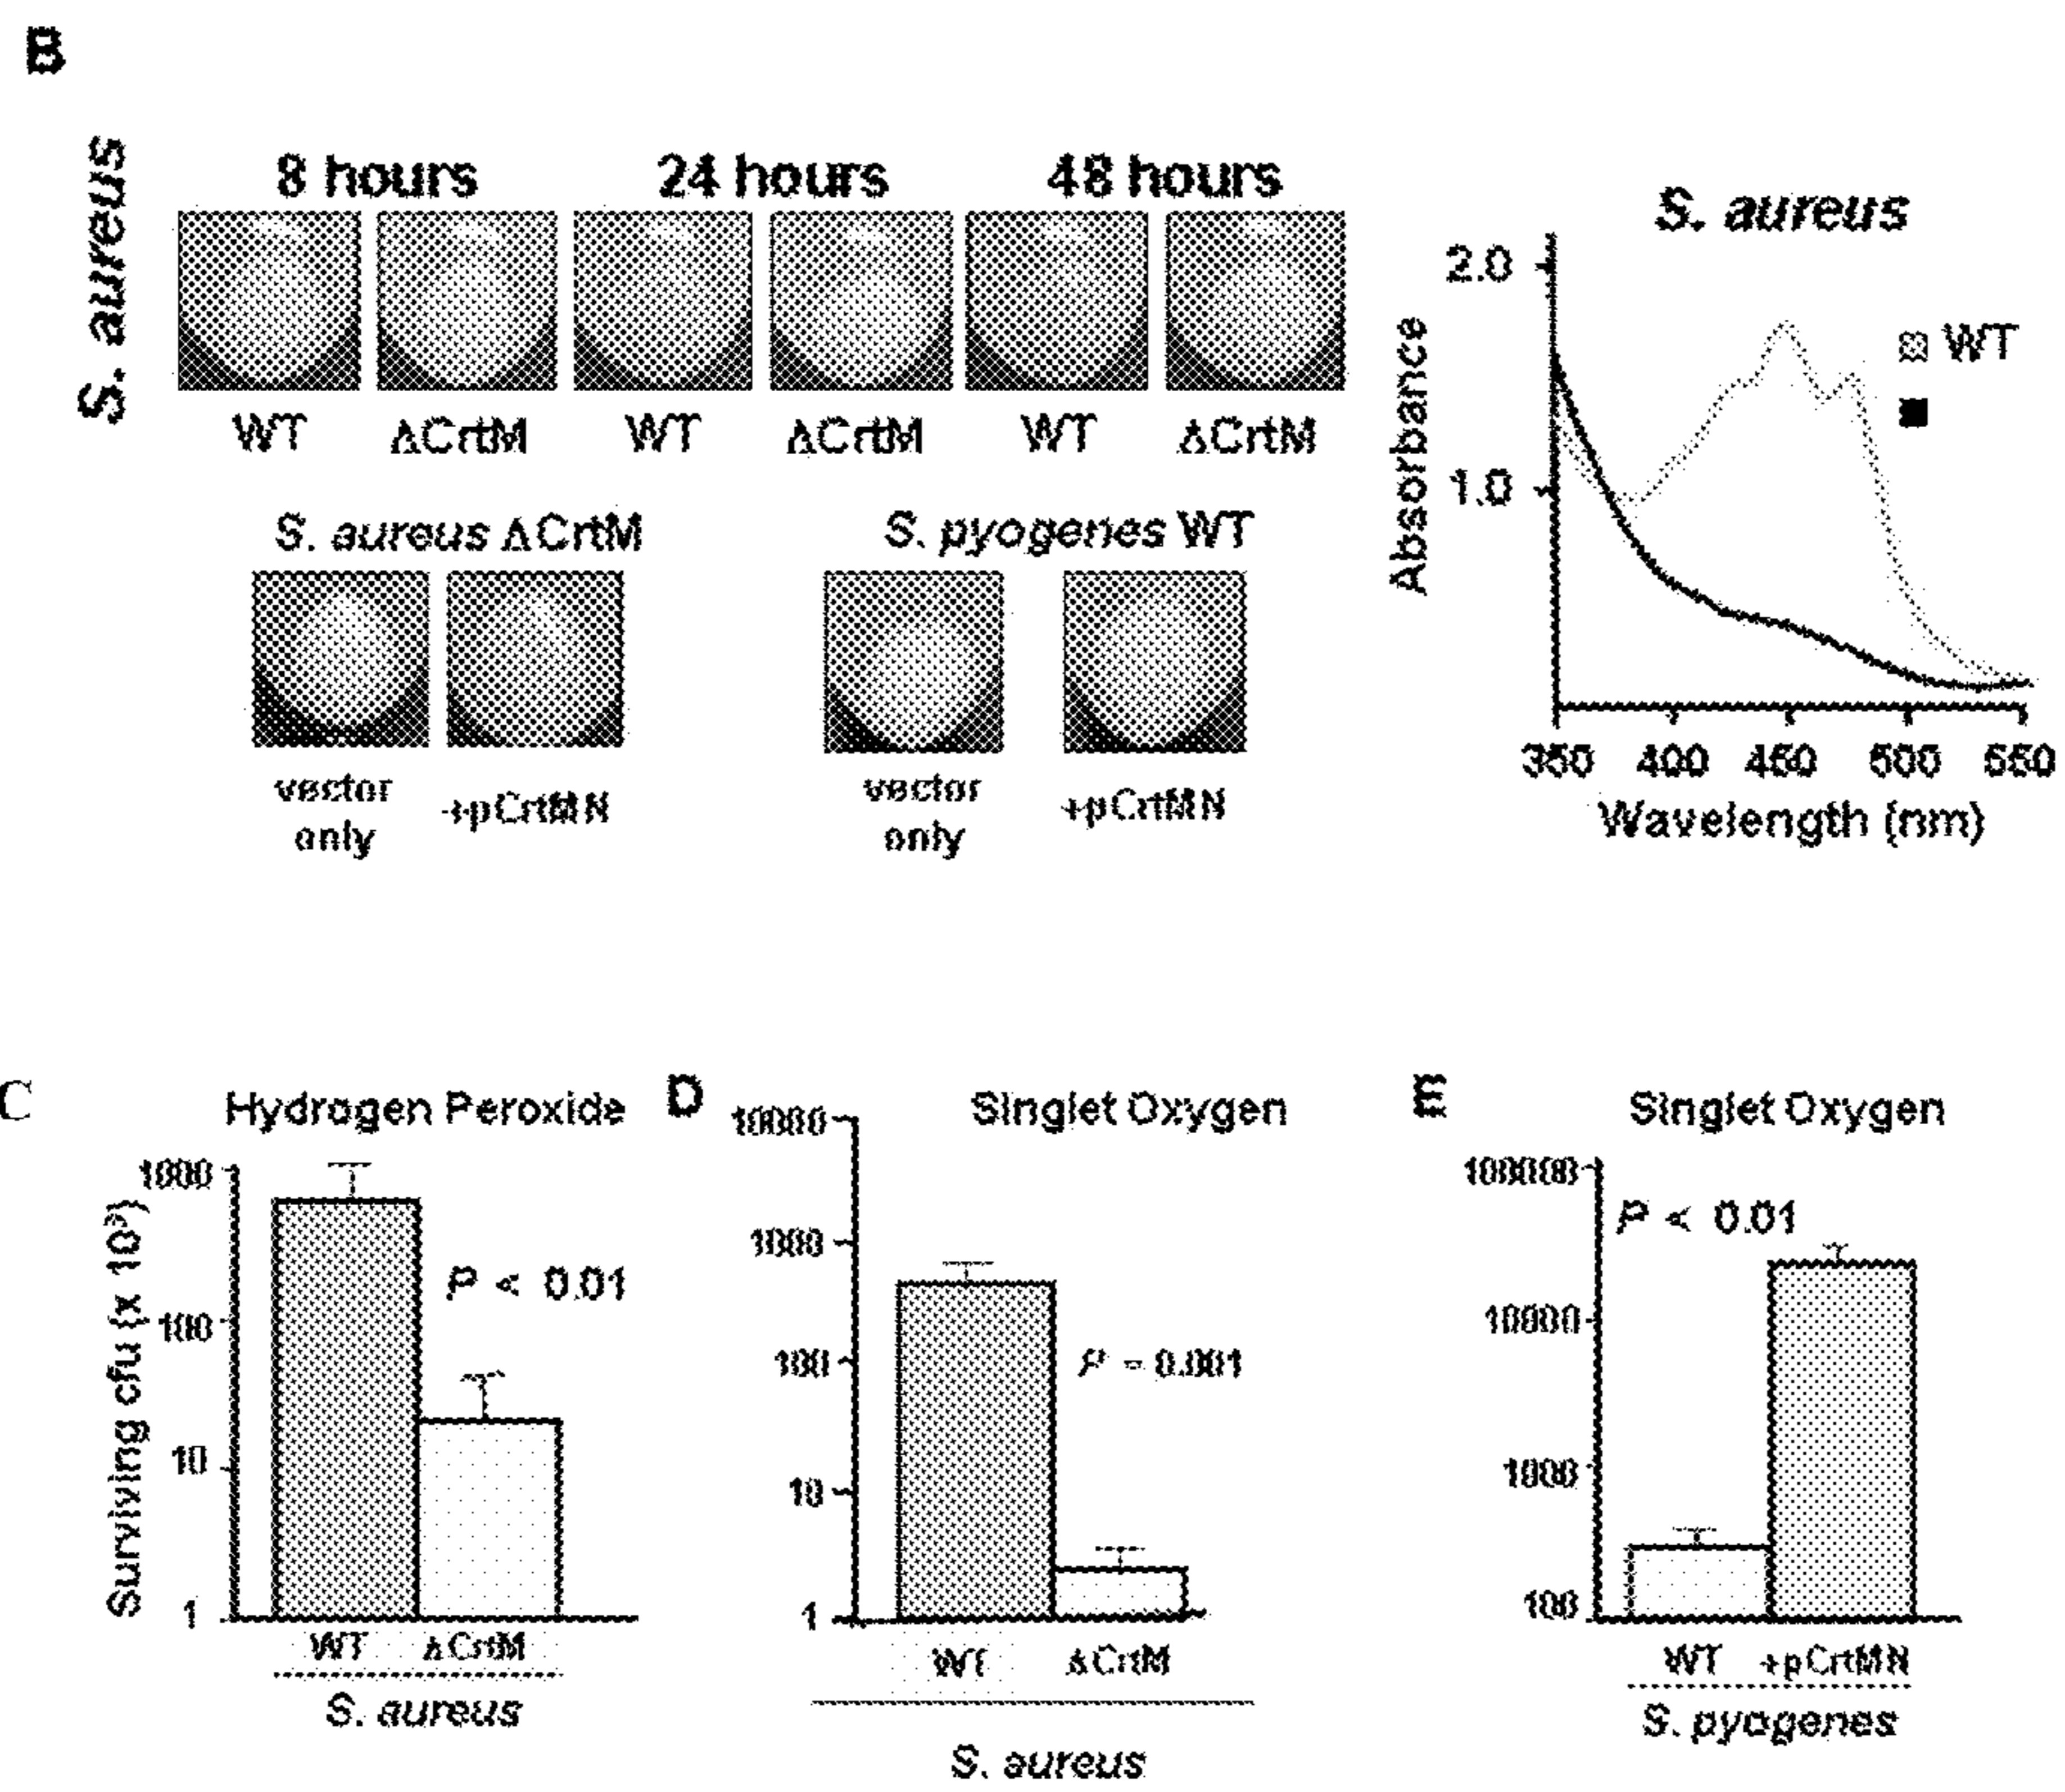 B
S. aureus
8 hours 24 hours 48 hours
WT ΔCrtM WT ΔCrtM WT ΔCrtM
S. aureus ΔCrtM
vector only
+pCrtMN
S. pyogenes WT
vector only
+pCrtMN
S. aureus
Absorbance
2.0
1.0
WT
350 400 450 500 550
Wavelength (nm)
C
Hydrogen Peroxide
Surviving cfu (x 10³)
1000
100
10
1
P < 0.01
WT ΔCrtM
S. aureus
D
Singlet Oxygen
10000
1000
100
10
1
P = 0.001
WT ΔCrtM
S. aureus
E
Singlet Oxygen
100000
10000
1000
100
P < 0.01
WT +pCrtMN
S. pyogenes